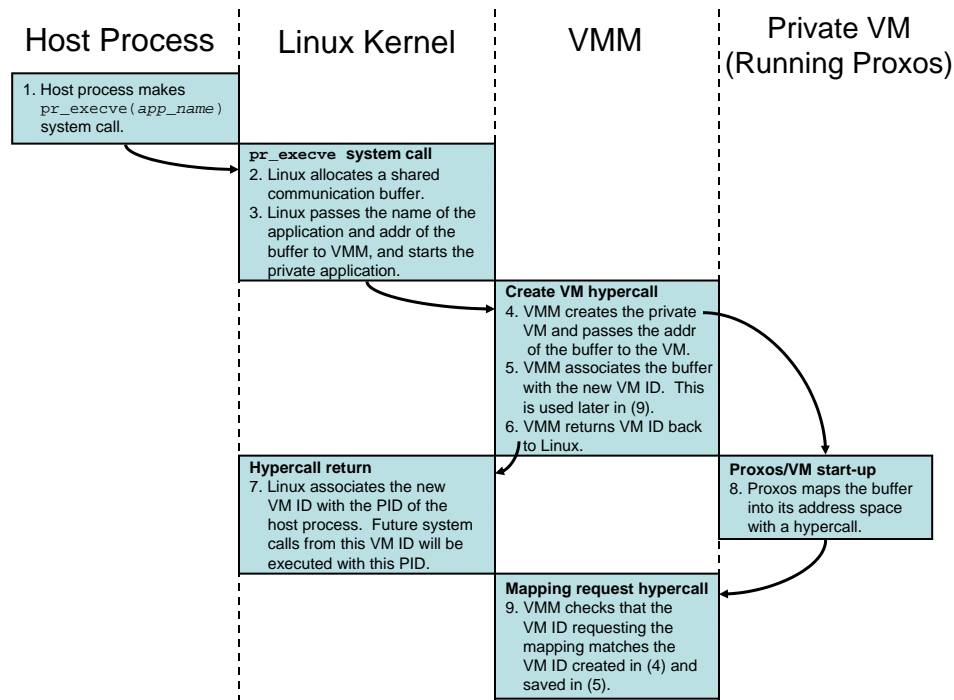 Host Process
Linux Kernel
VMM
Private VM
(Running Proxos)
1. Host process makes
pr_execve(app_name)
system call.
pr_execve system call
2. Linux allocates a shared
communication buffer.
3. Linux passes the name of the
application and addr of the
buffer to VMM, and starts the
private application.
Create VM hypercall
4. VMM creates the private
VM and passes the addr
of the buffer to the VM.
5. VMM associates the buffer
with the new VM ID. This
is used later in (9).
6. VMM returns VM ID back
to Linux.
Hypercall return
7. Linux associates the new
VM ID with the PID of the
host process. Future system
calls from this VM ID will be
executed with this PID.
Proxos/VM start-up
8. Proxos maps the buffer
into its address space
with a hypercall.
Mapping request hypercall
9. VMM checks that the
VM ID requesting the
mapping matches the
VM ID created in (4) and
saved in (5).